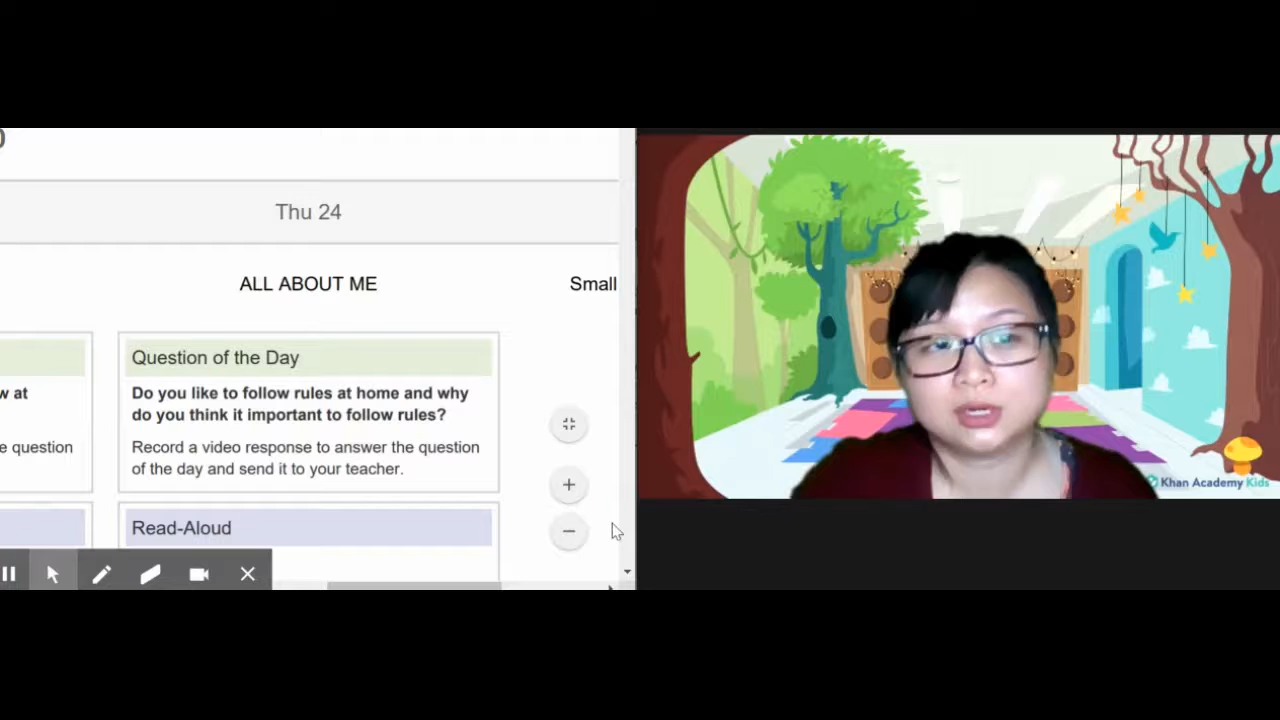 Thu 24
ALL ABOUT ME
Small
Question of the Day
w at
Do you like to follow rules at home and why
do you think it important to follow rules?
e question
Record a video response to answer the question
of the day and send it to your teacher.
Read-Aloud
Khan Academy Kids